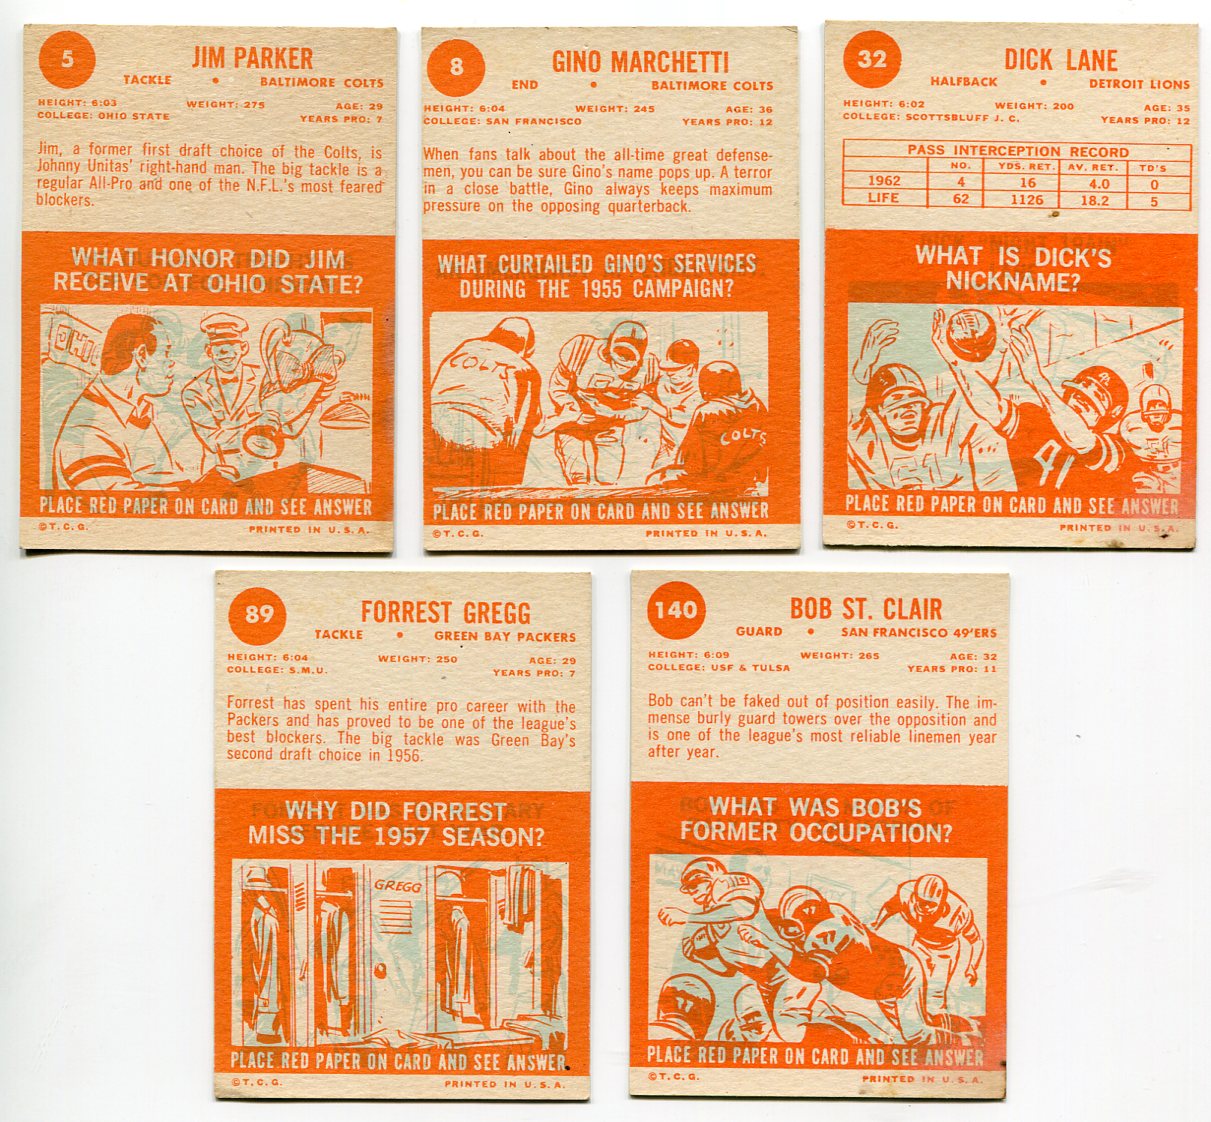 5
JIM PARKER
TACKLE • BALTIMORE COLTS
HEIGHT: 6:03 WEIGHT: 275 AGE: 29
COLLEGE: OHIO STATE YEARS PRO: 7
Jim, a former first draft choice of the Colts, is
Johnny Unitas' right-hand man. The big tackle is a
regular All-Pro and one of the N.F.L.'s most feared
blockers.
WHAT HONOR DID JIM
RECEIVE AT OHIO STATE?
OHIO
PLACE RED PAPER ON CARD AND SEE ANSWER
©T.C.G. PRINTED IN U.S.A.
8
GINO MARCHETTI
END • BALTIMORE COLTS
HEIGHT: 6:04 WEIGHT: 245 AGE: 36
COLLEGE: SAN FRANCISCO YEARS PRO: 12
When fans talk about the all-time great defense-
men, you can be sure Gino's name pops up. A terror
in a close battle, Gino always keeps maximum
pressure on the opposing quarterback.
WHAT CURTAILED GINO'S SERVICES
DURING THE 1955 CAMPAIGN?
COLTS
COLTS
PLACE RED PAPER ON CARD AND SEE ANSWER
©T.C.G. PRINTED IN U.S.A.
32
DICK LANE
HALFBACK • DETROIT LIONS
HEIGHT: 6:02 WEIGHT: 200 AGE: 35
COLLEGE: SCOTTSBLUFF J. C. YEARS PRO: 12
PASS INTERCEPTION RECORD
NO. YDS. RET. AV. RET. TD'S
1962 4 16 4.0 0
LIFE 62 1126 18.2 5
WHAT IS DICK'S
NICKNAME?
41
PLACE RED PAPER ON CARD AND SEE ANSWER
©T.C.G. PRINTED IN U.S.A.
89
FORREST GREGG
TACKLE • GREEN BAY PACKERS
HEIGHT: 6:04 WEIGHT: 250 AGE: 29
COLLEGE: S.M.U. YEARS PRO: 7
Forrest has spent his entire pro career with the
Packers and has proved to be one of the league's
best blockers. The big tackle was Green Bay's
second draft choice in 1956.
WHY DID FORREST
MISS THE 1957 SEASON?
GREGG
PLACE RED PAPER ON CARD AND SEE ANSWER
©T.C.G. PRINTED IN U.S.A.
140
BOB ST. CLAIR
GUARD • SAN FRANCISCO 49'ERS
HEIGHT: 6:09 WEIGHT: 265 AGE: 32
COLLEGE: USF & TULSA YEARS PRO: 11
Bob can't be faked out of position easily. The im-
mense burly guard towers over the opposition and
is one of the league's most reliable linemen year
after year.
WHAT WAS BOB'S
FORMER OCCUPATION?
PLACE RED PAPER ON CARD AND SEE ANSWER
©T.C.G. PRINTED IN U.S.A.